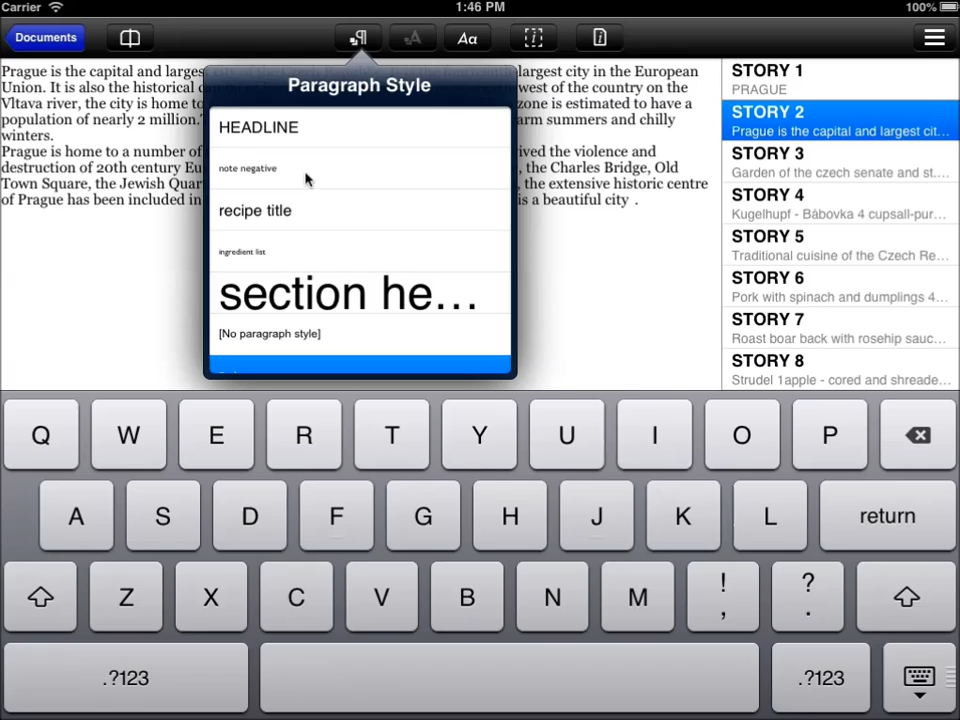 Carrier
1:46 PM
100%
Documents
Aα
Paragraph Style
HEADLINE
note negative
recipe title
ingredient list
section he...
[No paragraph style]
Prague is the capital and larges
largest city in the European
Union. It is also the historical
west of the country on the
Vltava river, the city is home to
zone is estimated to have a
population of nearly 2 million.
arm summers and chilly
winters.
Prague is home to a number of
ived the violence and
destruction of 20th century Eu
, the Charles Bridge, Old
Town Square, the Jewish Quar
, the extensive historic centre
of Prague has been included in
is a beautiful city .
STORY 1
PRAGUE
STORY 2
Prague is the capital and largest cit...
STORY 3
Garden of the czech senate and st....
STORY 4
Kugelhupf - Bábovka 4 cupsall-pur...
STORY 5
Traditional cuisine of the Czech Re...
STORY 6
Pork with spinach and dumplings 4...
STORY 7
Roast boar back with rosehip sauc...
STORY 8
Strudel 1apple - cored and shreade...
Q W E R T Y U I O P
A S D F G H J K L return
Z X C V B N M ! , ? .
.?123 .?123